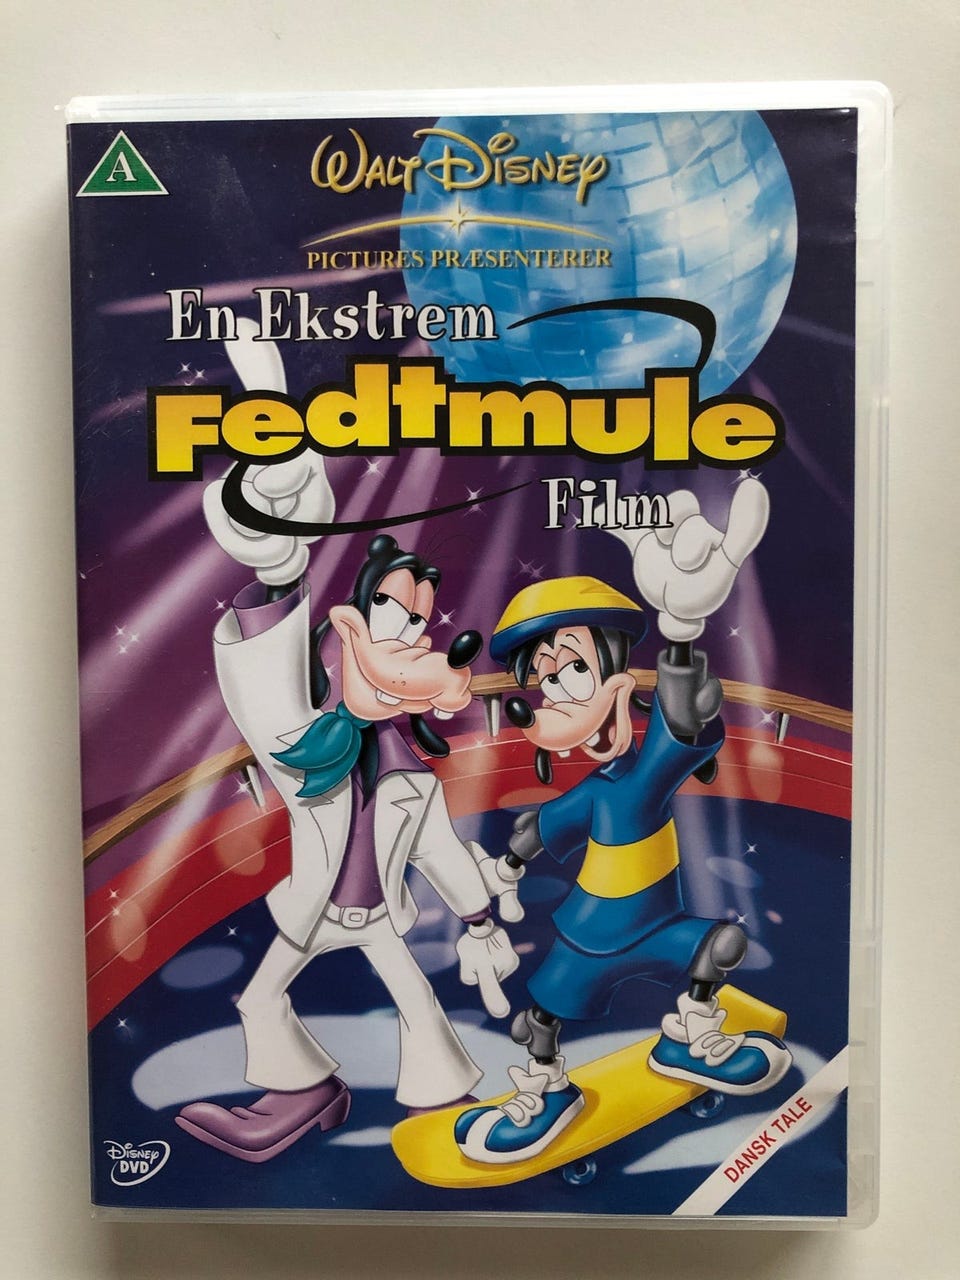 A
WALT DISNEY
PICTURES PRÆSENTERER
En Ekstrem
Fedtmule
Film
DISNEY
DVD
DANSK TALE